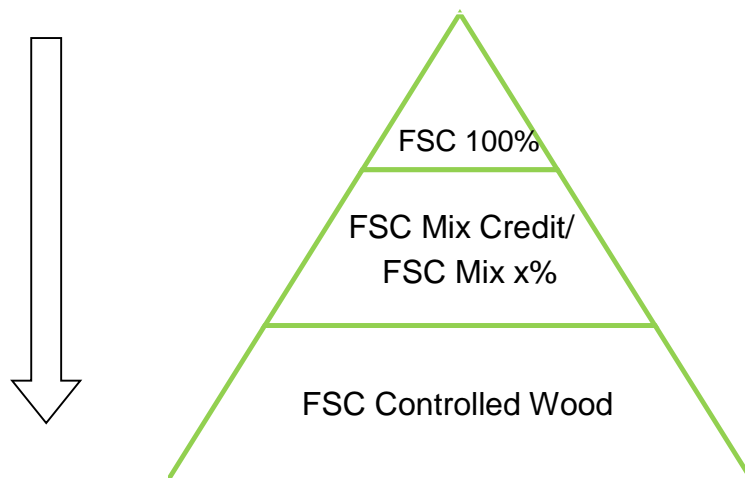 FSC 100%
FSC Mix Credit/
FSC Mix x%
FSC Controlled Wood